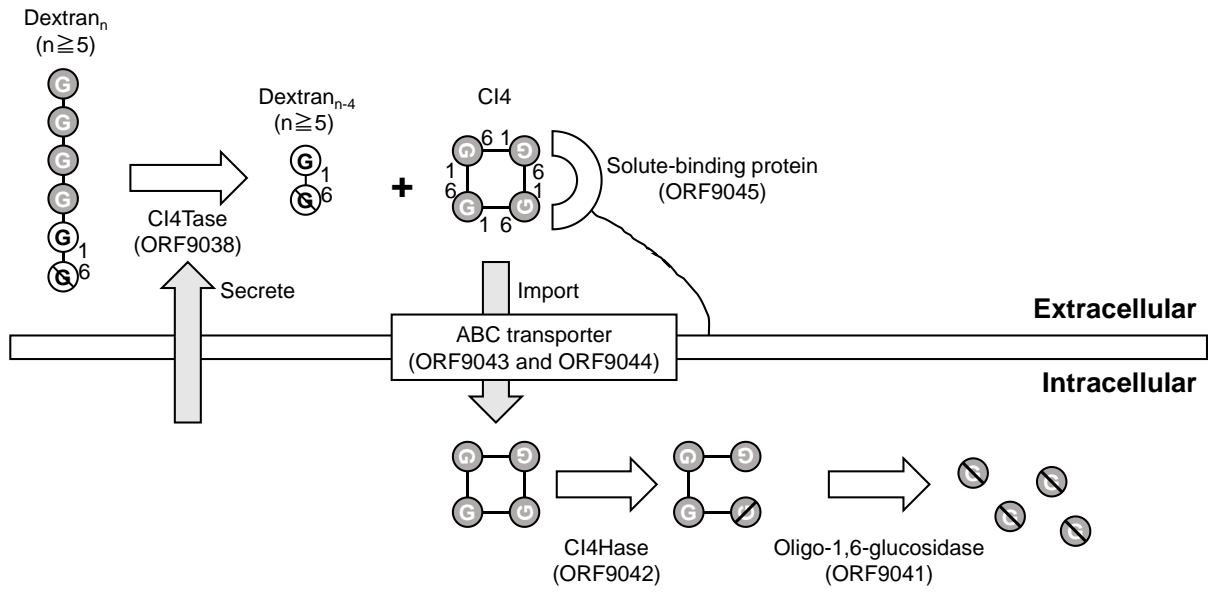 Dextranₙ
(n≧5)
G
G
G
G
G
1
G
6
CI4Tase
(ORF9038)
Secrete
Dextranₙ₋₄
(n≧5)
G
1
G
6
+
CI4
6 1
G G
1 6
6 1
G G
1 6
Solute-binding protein
(ORF9045)
Import
ABC transporter
(ORF9043 and ORF9044)
Extracellular
Intracellular
G G
G G
CI4Hase
(ORF9042)
G G
G G
Oligo-1,6-glucosidase
(ORF9041)
G
G
G
G